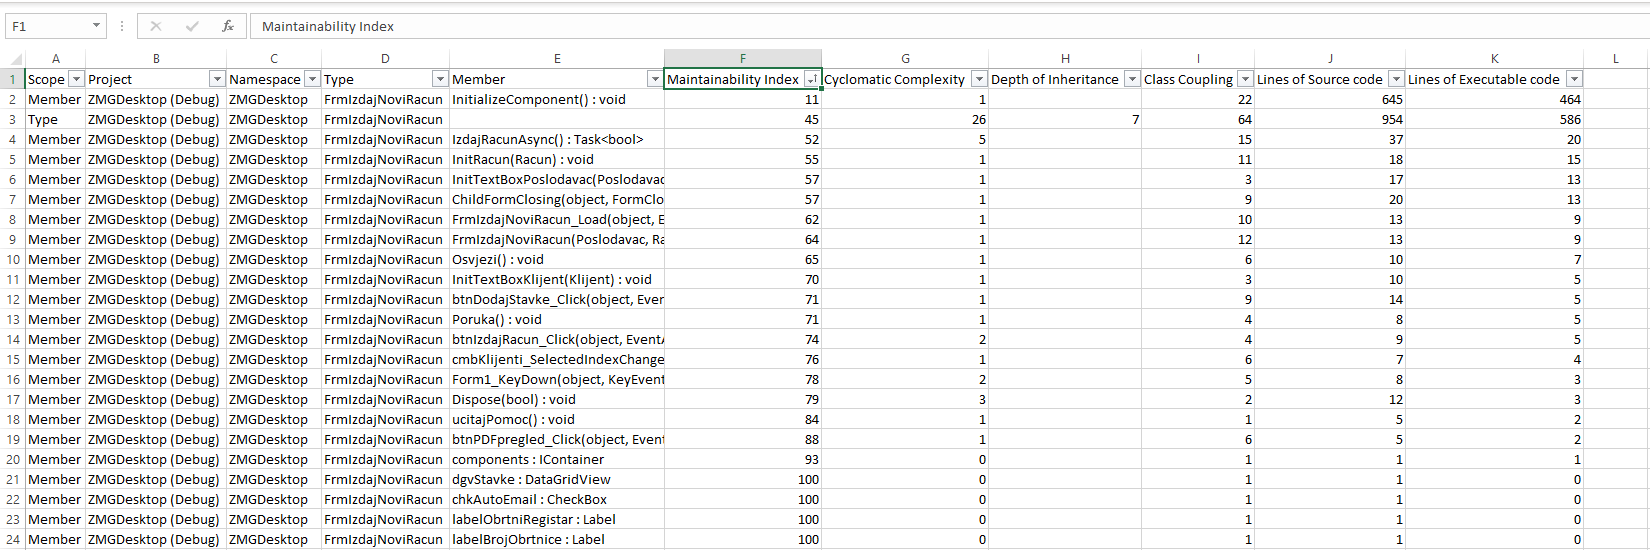 F1 fx Maintainability Index
A B C D E F G H I J K L
1 Scope Project Namespace Type Member Maintainability Index Cyclomatic Complexity Depth of Inheritance Class Coupling Lines of Source code Lines of Executable code
2 Member ZMGDesktop (Debug) ZMGDesktop FrmIzdajNoviRacun InitializeComponent() : void 11 1 22 645 464
3 Type ZMGDesktop (Debug) ZMGDesktop FrmIzdajNoviRacun 45 26 7 64 954 586
4 Member ZMGDesktop (Debug) ZMGDesktop FrmIzdajNoviRacun IzdajRacunAsync() : Task<bool> 52 5 15 37 20
5 Member ZMGDesktop (Debug) ZMGDesktop FrmIzdajNoviRacun InitRacun(Racun) : void 55 1 11 18 15
6 Member ZMGDesktop (Debug) ZMGDesktop FrmIzdajNoviRacun InitTextBoxPoslodavac(Poslodavac 57 1 3 17 13
7 Member ZMGDesktop (Debug) ZMGDesktop FrmIzdajNoviRacun ChildFormClosing(object, FormClo 57 1 9 20 13
8 Member ZMGDesktop (Debug) ZMGDesktop FrmIzdajNoviRacun FrmIzdajNoviRacun_Load(object, E 62 1 10 13 9
9 Member ZMGDesktop (Debug) ZMGDesktop FrmIzdajNoviRacun FrmIzdajNoviRacun(Poslodavac, Ra 64 1 12 13 9
10 Member ZMGDesktop (Debug) ZMGDesktop FrmIzdajNoviRacun Osvjezi() : void 65 1 6 10 7
11 Member ZMGDesktop (Debug) ZMGDesktop FrmIzdajNoviRacun InitTextBoxKlijent(Klijent) : void 70 1 3 10 5
12 Member ZMGDesktop (Debug) ZMGDesktop FrmIzdajNoviRacun btnDodajStavke_Click(object, Even 71 1 9 14 5
13 Member ZMGDesktop (Debug) ZMGDesktop FrmIzdajNoviRacun Poruka() : void 71 1 4 8 5
14 Member ZMGDesktop (Debug) ZMGDesktop FrmIzdajNoviRacun btnIzdajRacun_Click(object, EventA 74 2 4 9 5
15 Member ZMGDesktop (Debug) ZMGDesktop FrmIzdajNoviRacun cmbKlijenti_SelectedIndexChange 76 1 6 7 4
16 Member ZMGDesktop (Debug) ZMGDesktop FrmIzdajNoviRacun Form1_KeyDown(object, KeyEvent 78 2 5 8 3
17 Member ZMGDesktop (Debug) ZMGDesktop FrmIzdajNoviRacun Dispose(bool) : void 79 3 2 12 3
18 Member ZMGDesktop (Debug) ZMGDesktop FrmIzdajNoviRacun ucitajPomoc() : void 84 1 1 5 2
19 Member ZMGDesktop (Debug) ZMGDesktop FrmIzdajNoviRacun btnPDFpregled_Click(object, Event 88 1 6 5 2
20 Member ZMGDesktop (Debug) ZMGDesktop FrmIzdajNoviRacun components : IContainer 93 0 1 1 1
21 Member ZMGDesktop (Debug) ZMGDesktop FrmIzdajNoviRacun dgvStavke : DataGridView 100 0 1 1 0
22 Member ZMGDesktop (Debug) ZMGDesktop FrmIzdajNoviRacun chkAutoEmail : CheckBox 100 0 1 1 0
23 Member ZMGDesktop (Debug) ZMGDesktop FrmIzdajNoviRacun labelObrtniRegistar : Label 100 0 1 1 0
24 Member ZMGDesktop (Debug) ZMGDesktop FrmIzdajNoviRacun labelBrojObrtnice : Label 100 0 1 1 0